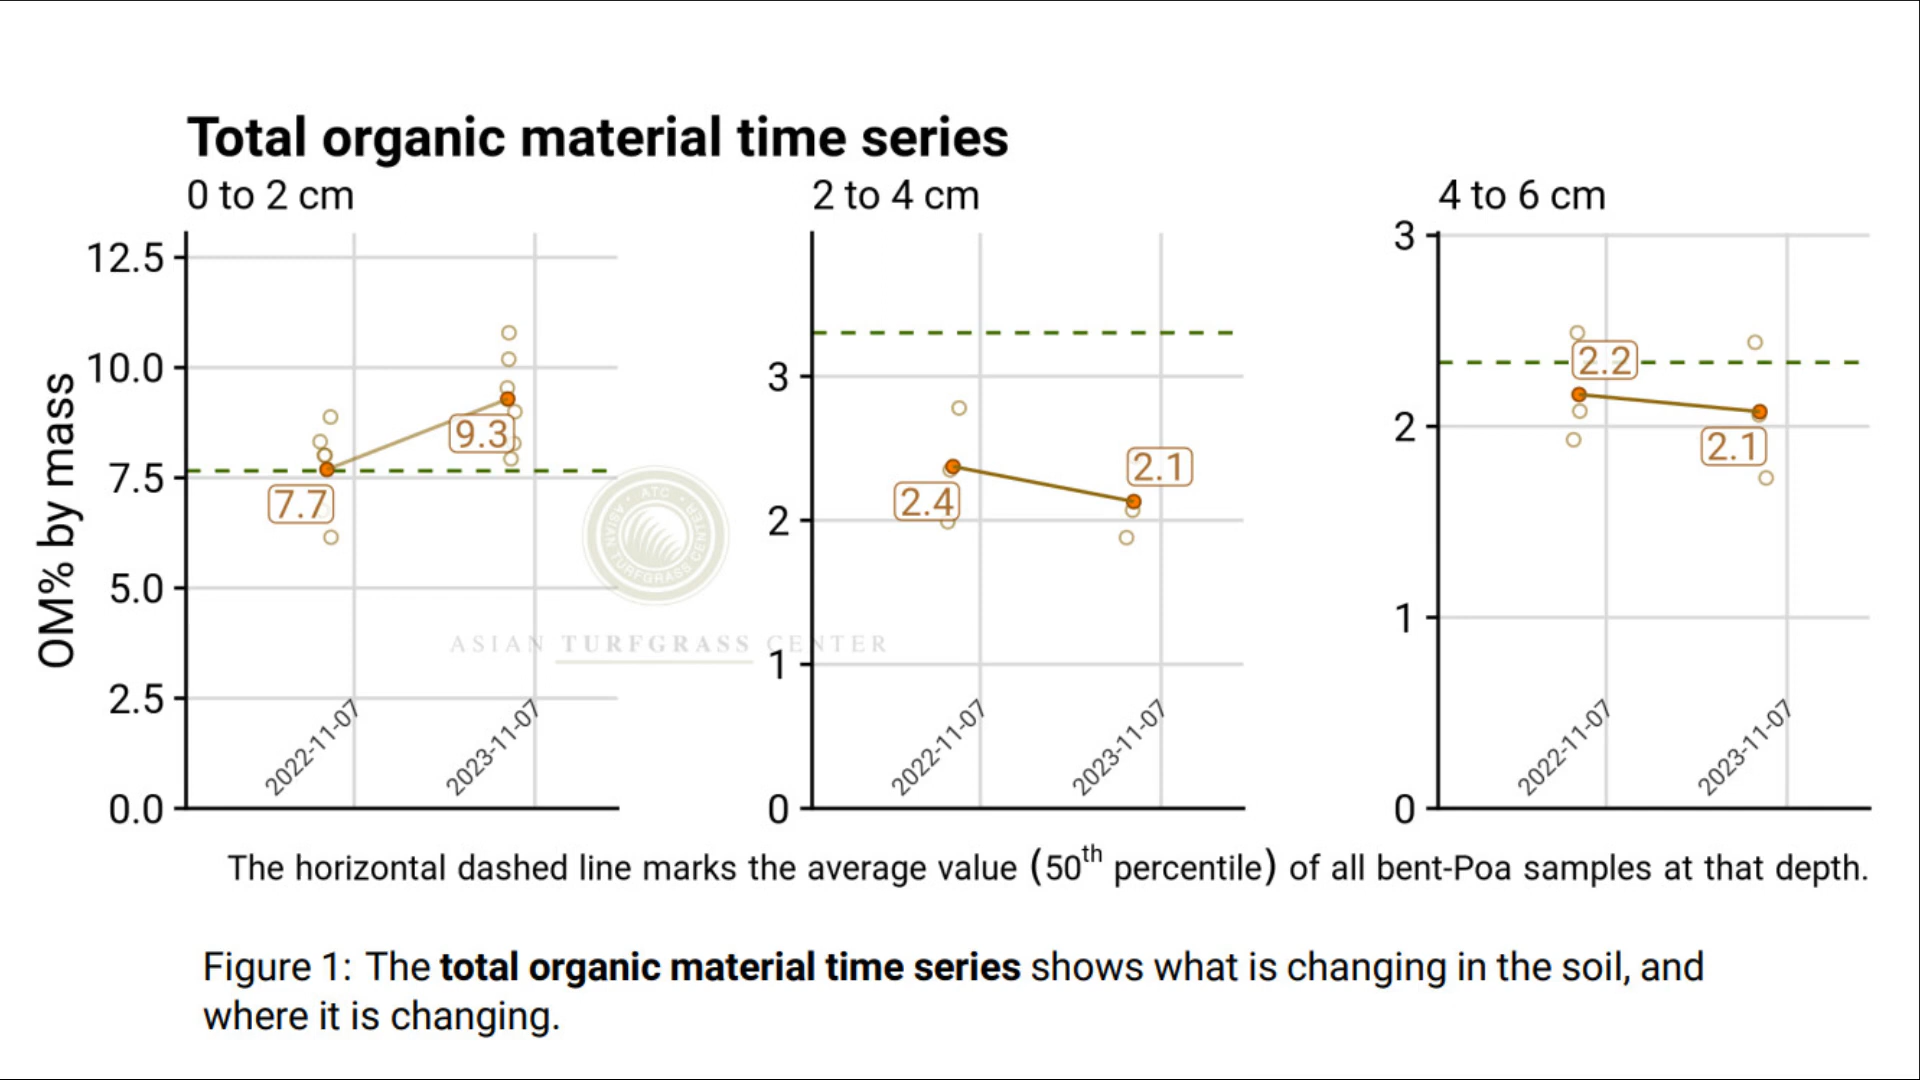 Total organic material time series
0 to 2 cm
2 to 4 cm
4 to 6 cm
OM% by mass
12.5
10.0
7.5
5.0
2.5
0.0
7.7
9.3
2022-11-07
2023-11-07
3
2
1
0
2.4
2.1
2022-11-07
2023-11-07
3
2
1
0
2.2
2.1
2022-11-07
2023-11-07
ATC
ASIAN TURFGRASS CENTER
ASIAN TURFGRASS CENTER
The horizontal dashed line marks the average value (50th percentile) of all bent-Poa samples at that depth.
Figure 1: The total organic material time series shows what is changing in the soil, and
where it is changing.